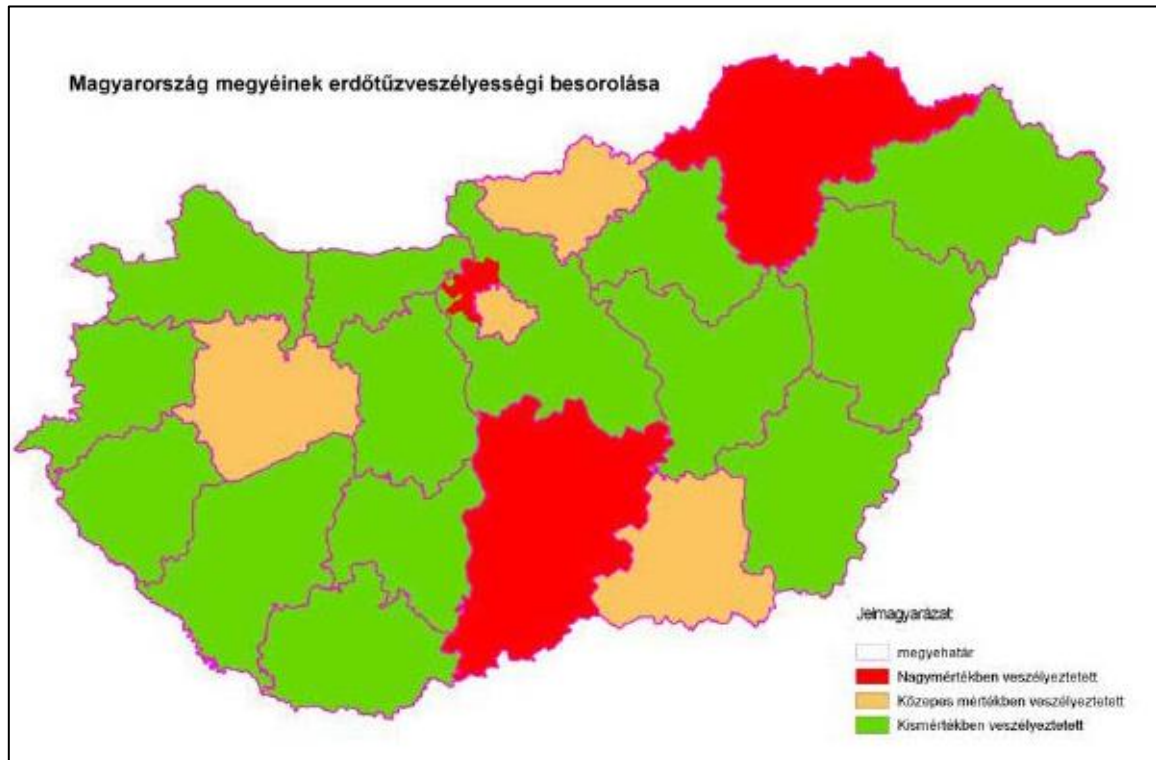 Magyarország megyéinek erdőtűzveszélyességi besorolása
Jelmagyarázat
megyehatár
Nagymértékben veszélyeztetett
Közepes mértékben veszélyeztetett
Kismértékben veszélyeztetett